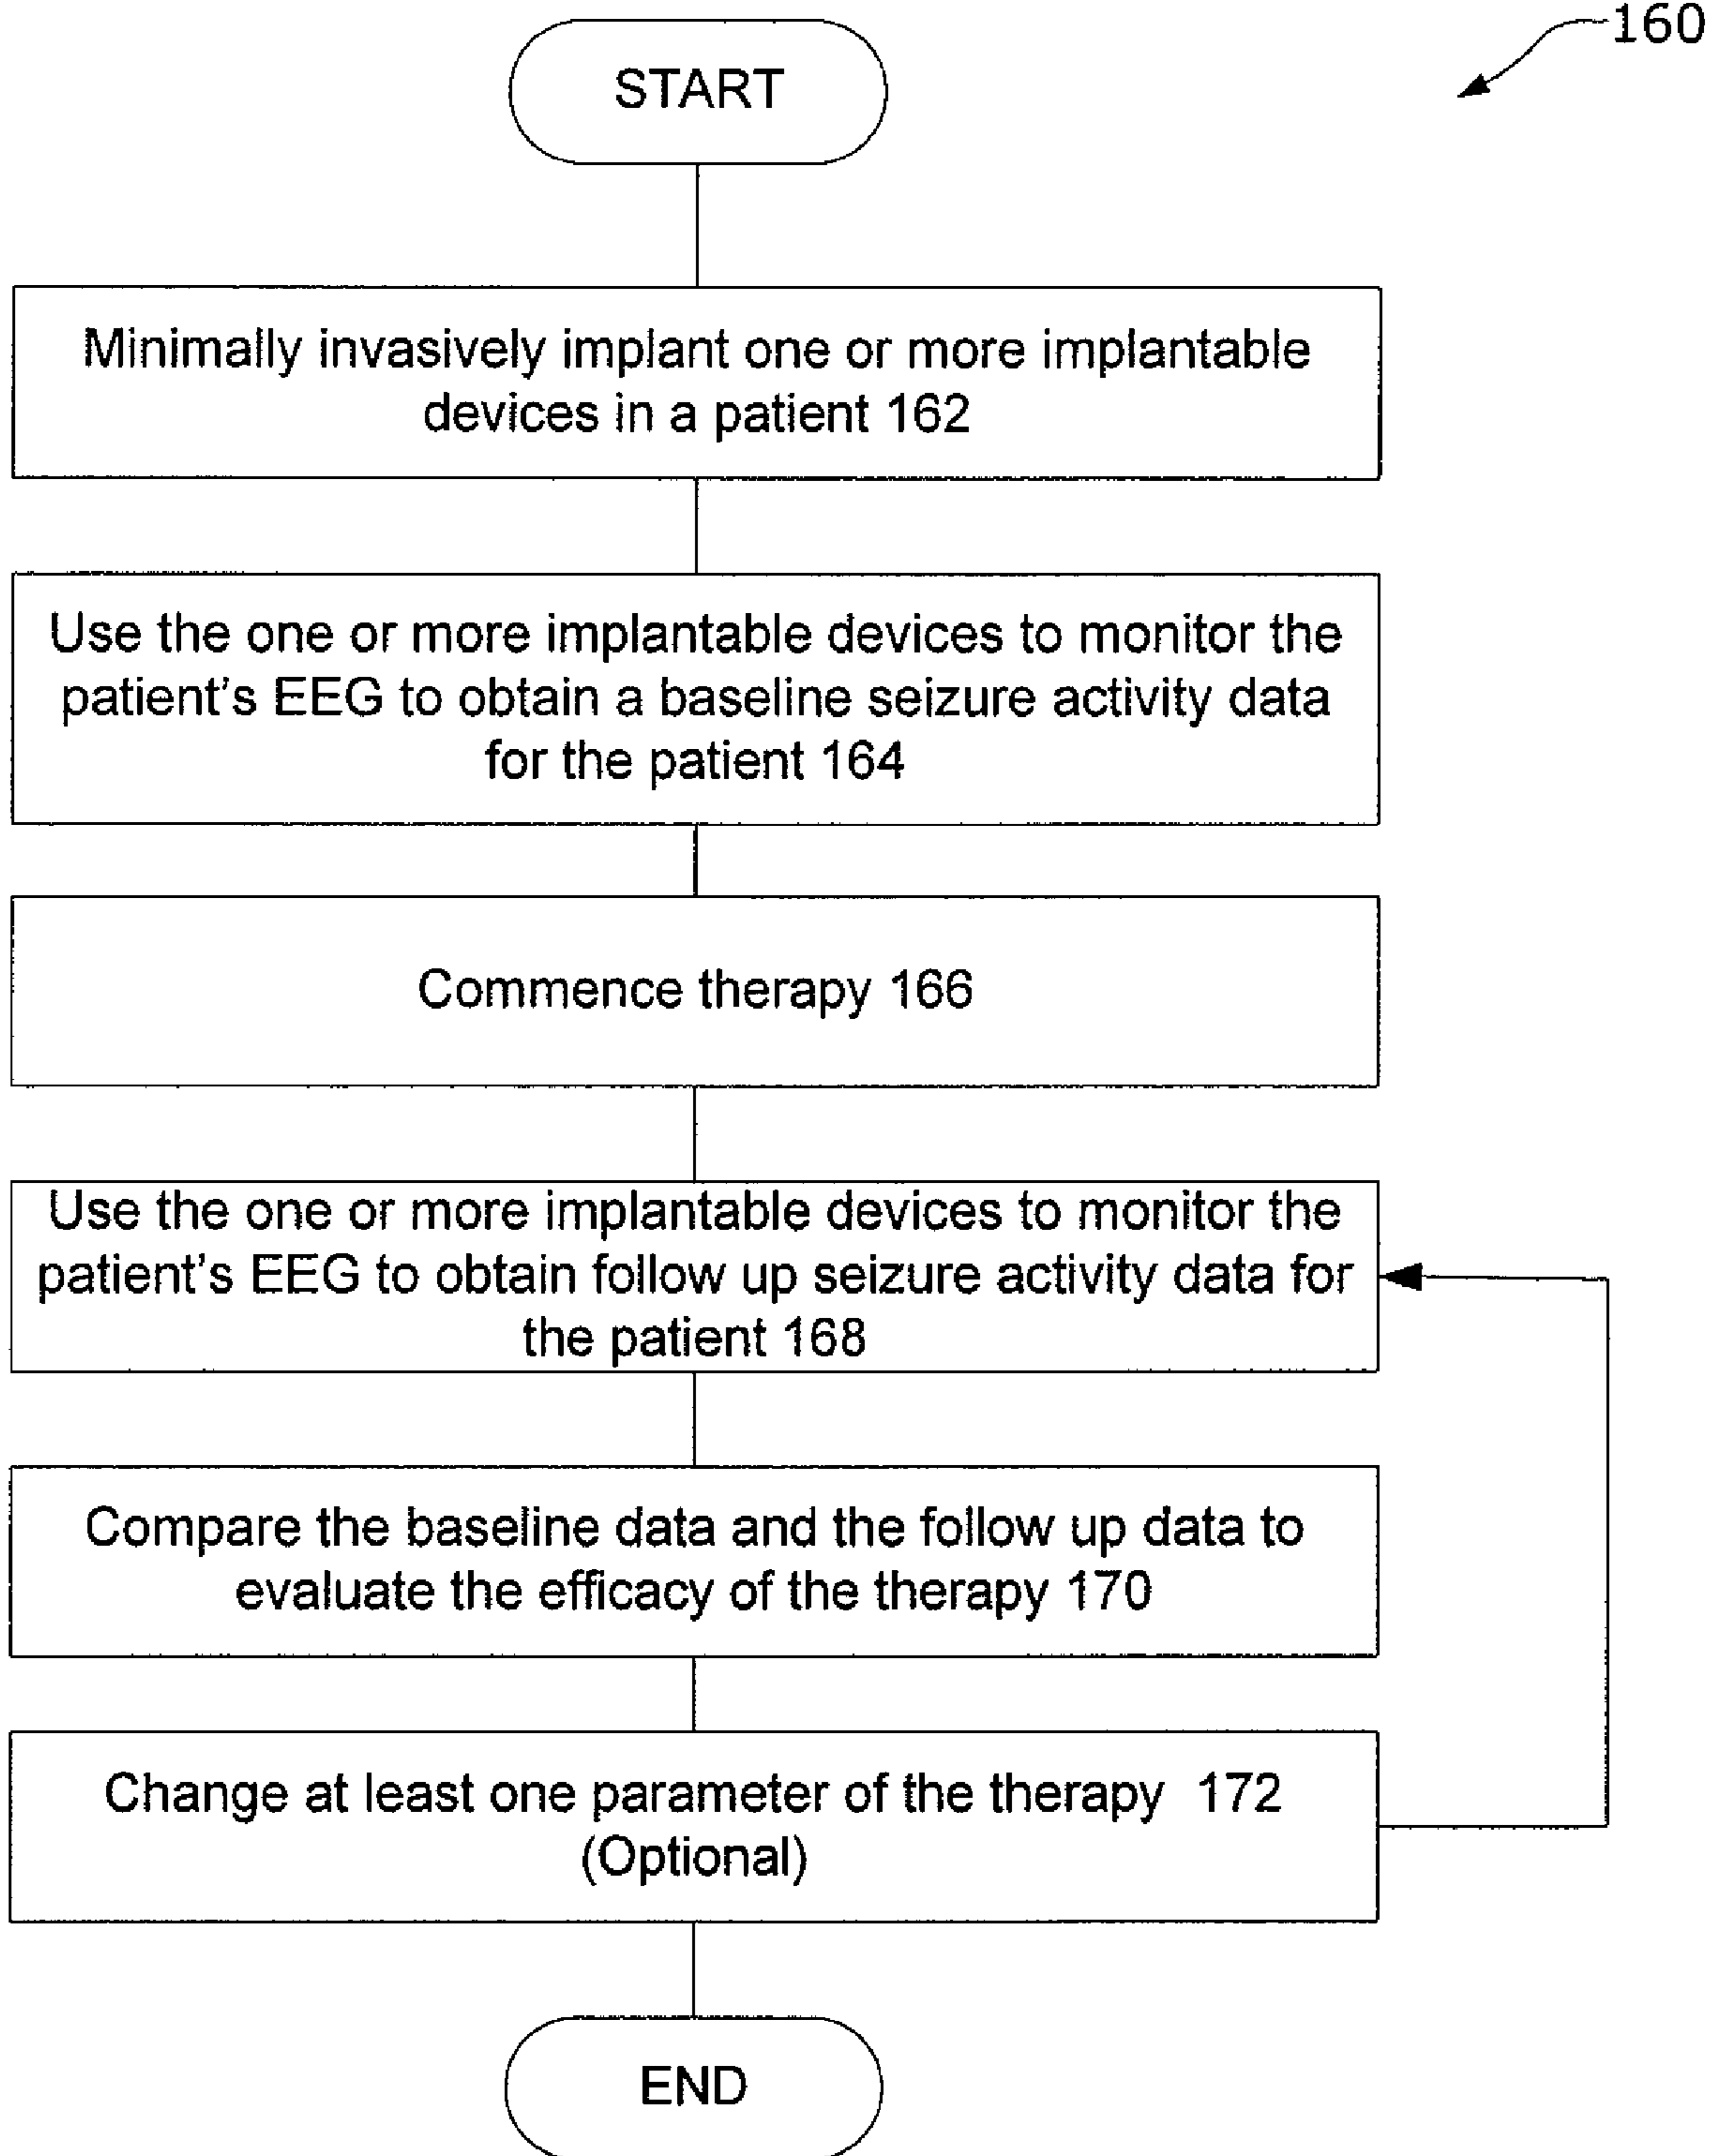 160
START
Minimally invasively implant one or more implantable
devices in a patient 162
Use the one or more implantable devices to monitor the
patient's EEG to obtain a baseline seizure activity data
for the patient 164
Commence therapy 166
Use the one or more implantable devices to monitor the
patient's EEG to obtain follow up seizure activity data for
the patient 168
Compare the baseline data and the follow up data to
evaluate the efficacy of the therapy 170
Change at least one parameter of the therapy 172
(Optional)
END